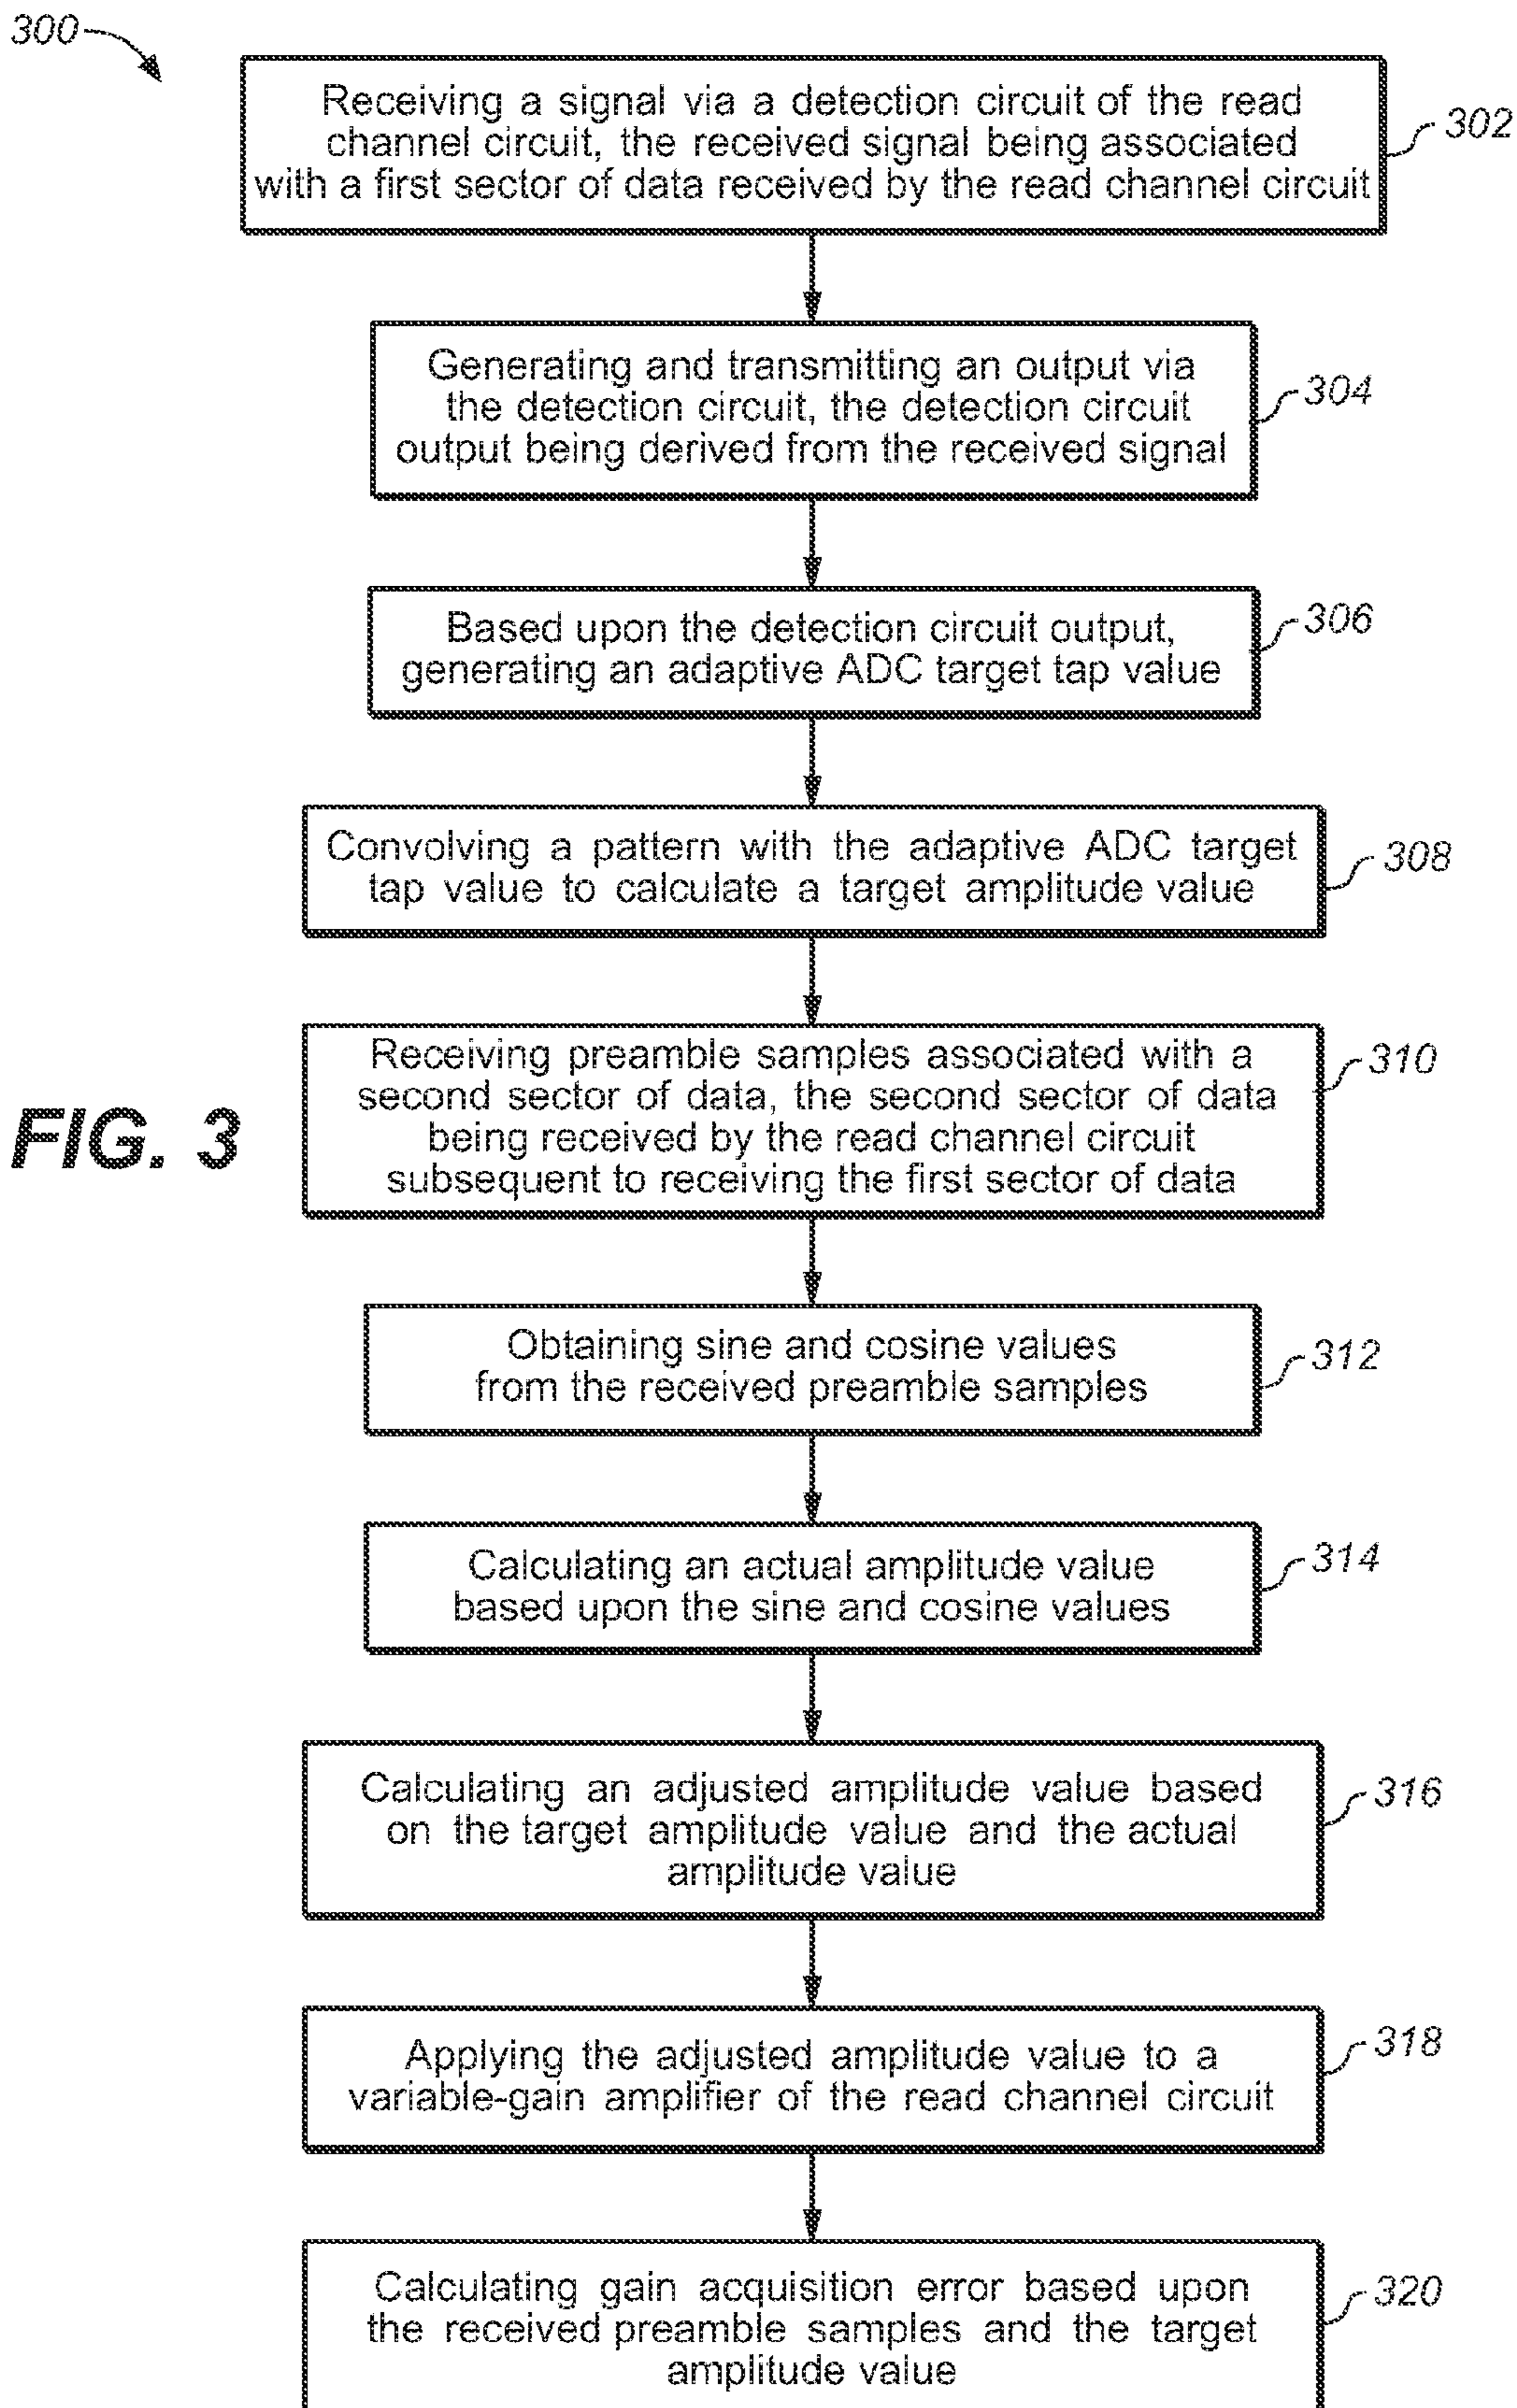 300
Receiving a signal via a detection circuit of the read
channel circuit, the received signal being associated
with a first sector of data received by the read channel circuit
302
Generating and transmitting an output via
the detection circuit, the detection circuit
output being derived from the received signal
304
Based upon the detection circuit output,
generating an adaptive ADC target tap value
306
Convolving a pattern with the adaptive ADC target
tap value to calculate a target amplitude value
308
Receiving preamble samples associated with a
second sector of data, the second sector of data
being received by the read channel circuit
subsequent to receiving the first sector of data
310
FIG. 3
Obtaining sine and cosine values
from the received preamble samples
312
Calculating an actual amplitude value
based upon the sine and cosine values
314
Calculating an adjusted amplitude value based
on the target amplitude value and the actual
amplitude value
316
Applying the adjusted amplitude value to a
variable-gain amplifier of the read channel circuit
318
Calculating gain acquisition error based upon
the received preamble samples and the target
amplitude value
320